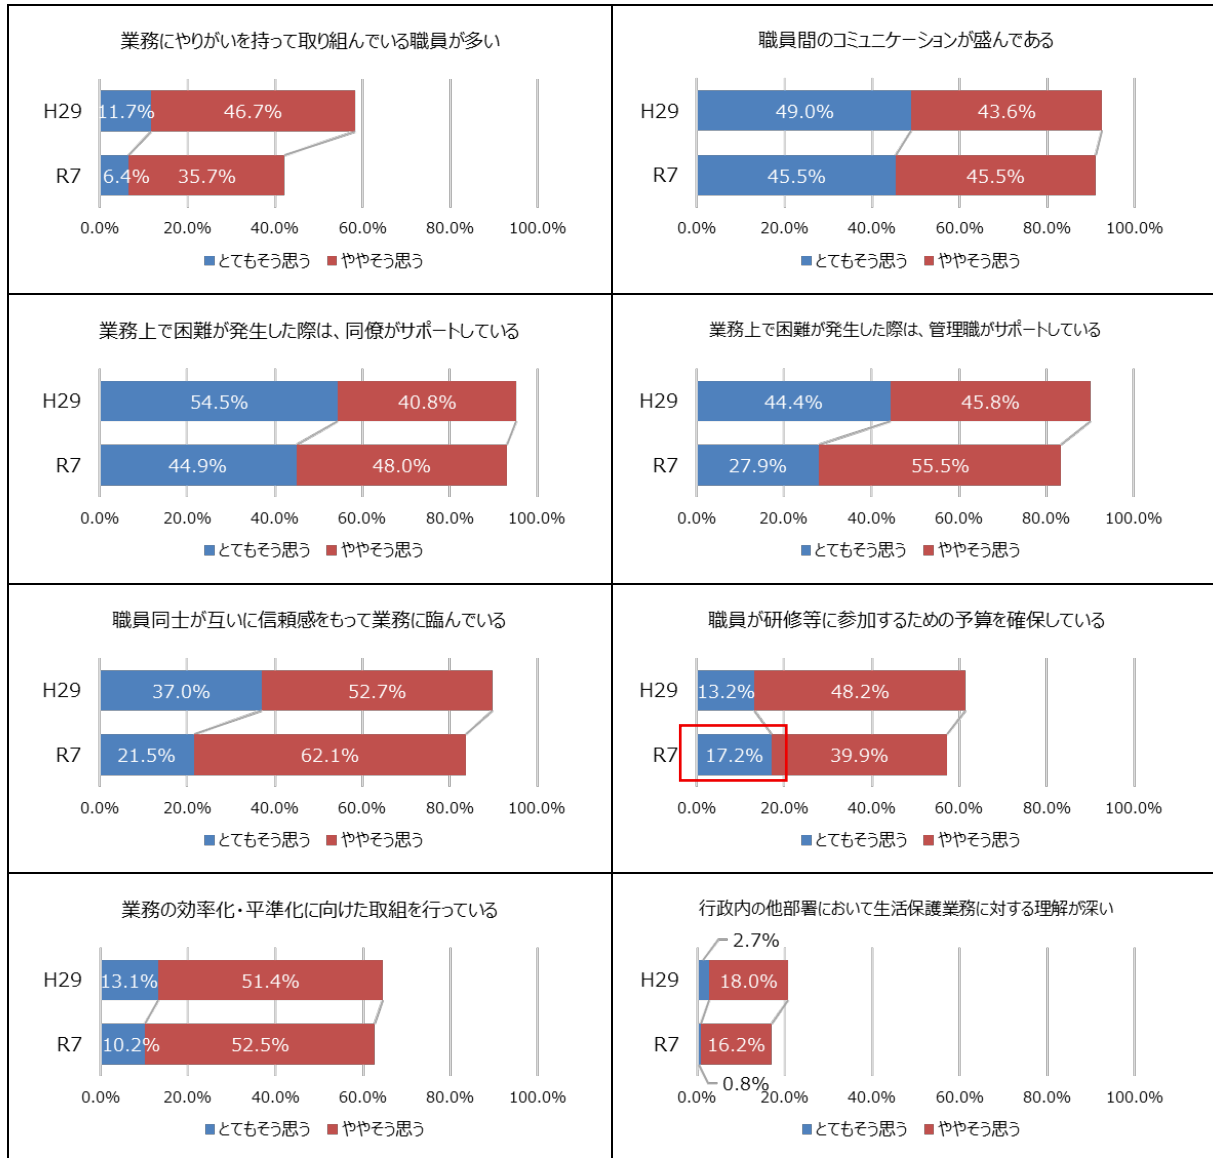 業務にやりがいを持って取り組んでいる職員が多い
H29 11.7% 46.7%
R7 6.4% 35.7%
0.0% 20.0% 40.0% 60.0% 80.0% 100.0%
とてもそう思う ややそう思う
職員間のコミュニケーションが盛んである
H29 49.0% 43.6%
R7 45.5% 45.5%
0.0% 20.0% 40.0% 60.0% 80.0% 100.0%
とてもそう思う ややそう思う
業務上で困難が発生した際は、同僚がサポートしている
H29 54.5% 40.8%
R7 44.9% 48.0%
0.0% 20.0% 40.0% 60.0% 80.0% 100.0%
とてもそう思う ややそう思う
業務上で困難が発生した際は、管理職がサポートしている
H29 44.4% 45.8%
R7 27.9% 55.5%
0.0% 20.0% 40.0% 60.0% 80.0% 100.0%
とてもそう思う ややそう思う
職員同士が互いに信頼感をもって業務に臨んでいる
H29 37.0% 52.7%
R7 21.5% 62.1%
0.0% 20.0% 40.0% 60.0% 80.0% 100.0%
とてもそう思う ややそう思う
職員が研修等に参加するための予算を確保している
H29 13.2% 48.2%
R7 17.2% 39.9%
0.0% 20.0% 40.0% 60.0% 80.0% 100.0%
とてもそう思う ややそう思う
業務の効率化・平準化に向けた取組を行っている
H29 13.1% 51.4%
R7 10.2% 52.5%
0.0% 20.0% 40.0% 60.0% 80.0% 100.0%
とてもそう思う ややそう思う
行政内の他部署において生活保護業務に対する理解が深い
2.7%
H29 18.0%
R7 16.2%
0.8%
0.0% 20.0% 40.0% 60.0% 80.0% 100.0%
とてもそう思う ややそう思う